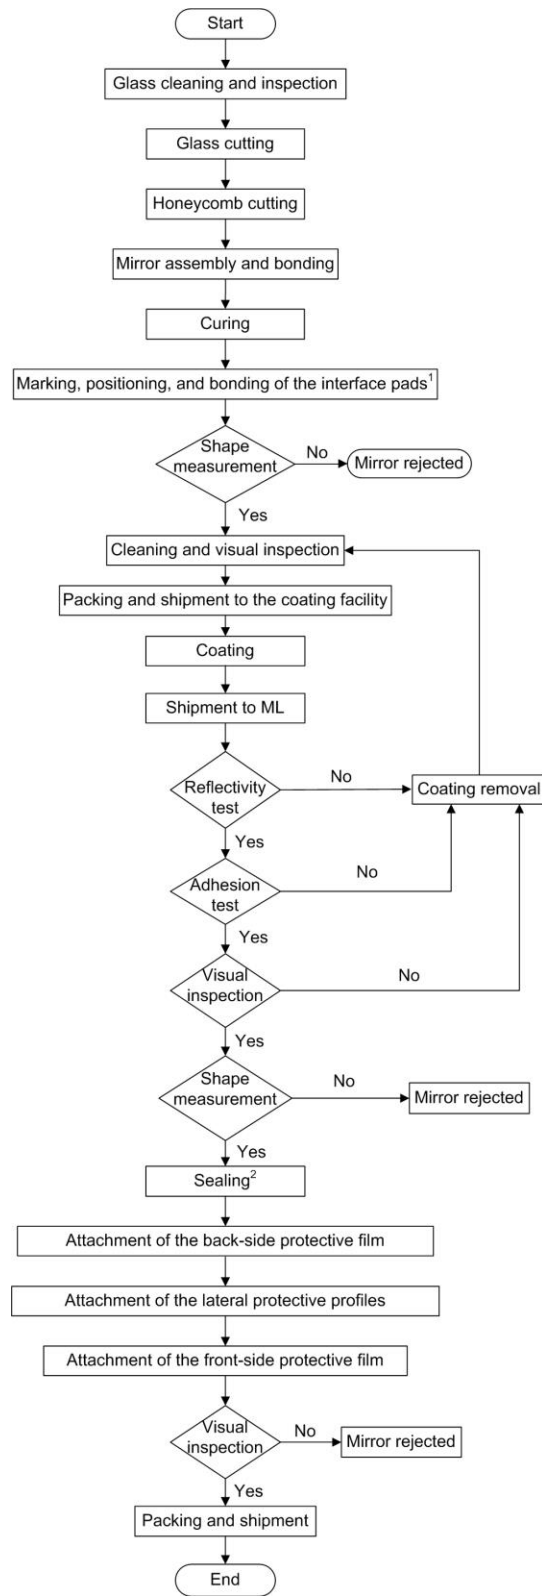 Start
Glass cleaning and inspection
Glass cutting
Honeycomb cutting
Mirror assembly and bonding
Curing
Marking, positioning, and bonding of the interface pads¹
Shape
measurement
No
Mirror rejected
Yes
Cleaning and visual inspection
Packing and shipment to the coating facility
Coating
Shipment to ML
Reflectivity
test
No
Coating removal
Yes
Adhesion
test
No
Yes
Visual
inspection
No
Yes
Shape
measurement
No
Mirror rejected
Yes
Sealing²
Attachment of the back-side protective film
Attachment of the lateral protective profiles
Attachment of the front-side protective film
Visual
inspection
No
Mirror rejected
Yes
Packing and shipment
End